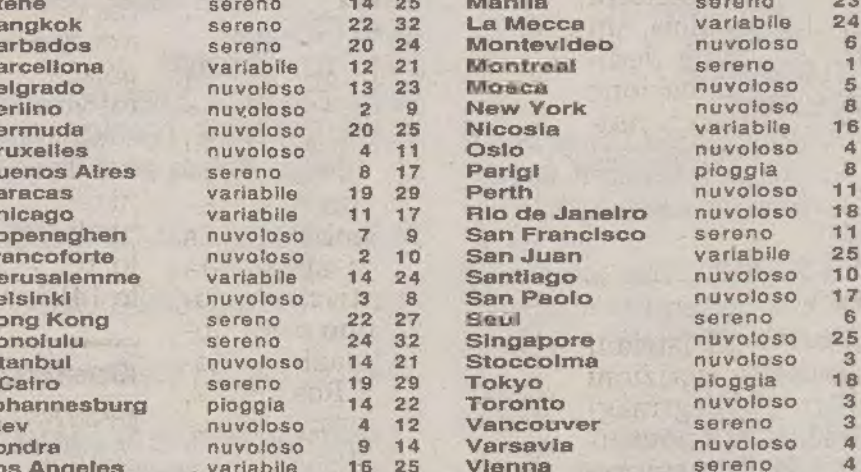 tene sereno 14 25
angkok sereno 22 32
arbados sereno 20 24
arcellona variabile 12 21
elgrado nuvoloso 13 23
erlino nuvoloso 2 9
ermuda nuvoloso 20 25
ruxelles nuvoloso 4 11
uenos Aires sereno 8 17
aracas variabile 19 29
hicago variabile 11 17
openaghen nuvoloso 7 9
rancoforte nuvoloso 2 10
erusalemme variabile 14 24
elsinki nuvoloso 3 8
ong Kong sereno 22 27
onolulu sereno 24 32
tanbul nuvoloso 14 21
Cairo sereno 19 29
ohannesburg pioggia 14 22
iev nuvoloso 4 12
ondra nuvoloso 9 14
os Angeles variabile 16 25
Manila sereno 23
La Mecca variabile 24
Montevideo nuvoloso 6
Montreal sereno 1
Mosca nuvoloso 5
New York nuvoloso 8
Nicosia variabile 16
Oslo nuvoloso 4
Parigi pioggia 8
Perth nuvoloso 11
Rio de Janeiro nuvoloso 18
San Francisco sereno 11
San Juan variabile 25
Santiago nuvoloso 10
San Paolo nuvoloso 17
Seul sereno 6
Singapore nuvoloso 25
Stoccolma nuvoloso 3
Tokyo pioggia 18
Toronto nuvoloso 3
Vancouver sereno 3
Varsavia nuvoloso 4
Vienna sereno 4